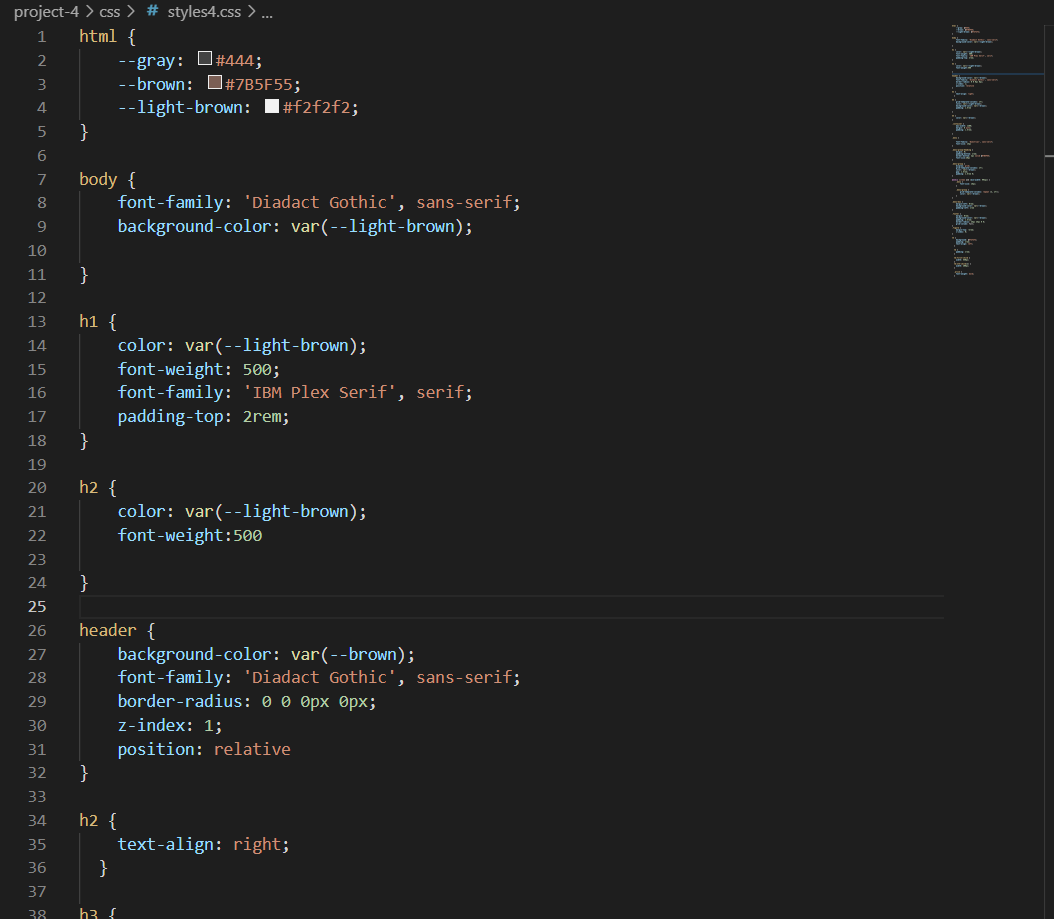 project-4 > css > # styles4.css > ...
1 html {
2 --gray: #444;
3 --brown: #7B5F55;
4 --light-brown: #f2f2f2;
5 }
6
7 body {
8 font-family: 'Diadact Gothic', sans-serif;
9 background-color: var(--light-brown);
10
11 }
12
13 h1 {
14 color: var(--light-brown);
15 font-weight: 500;
16 font-family: 'IBM Plex Serif', serif;
17 padding-top: 2rem;
18 }
19
20 h2 {
21 color: var(--light-brown);
22 font-weight:500
23
24 }
25
26 header {
27 background-color: var(--brown);
28 font-family: 'Diadact Gothic', sans-serif;
29 border-radius: 0 0 0px 0px;
30 z-index: 1;
31 position: relative
32 }
33
34 h2 {
35 text-align: right;
36 }
37
38 h3 {